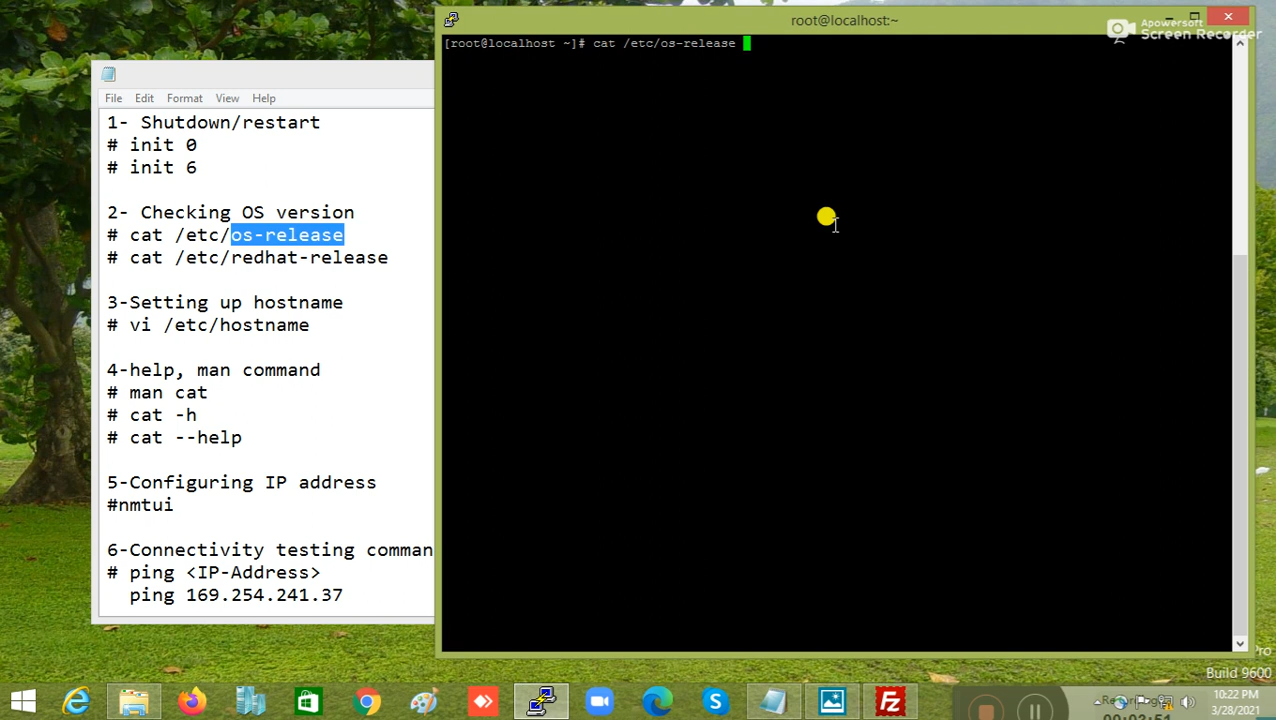 root@localhost:~
Apowersoft
Screen Recorder
[root@localhost ~]# cat /etc/os-release
File Edit Format View Help
1- Shutdown/restart
# init 0
# init 6
2- Checking OS version
# cat /etc/os-release
# cat /etc/redhat-release
3-Setting up hostname
# vi /etc/hostname
4-help, man command
# man cat
# cat -h
# cat --help
5-Configuring IP address
#nmtui
6-Connectivity testing comman
# ping <IP-Address>
ping 169.254.241.37
Pro
Build 9600
10:22 PM
3/28/2021